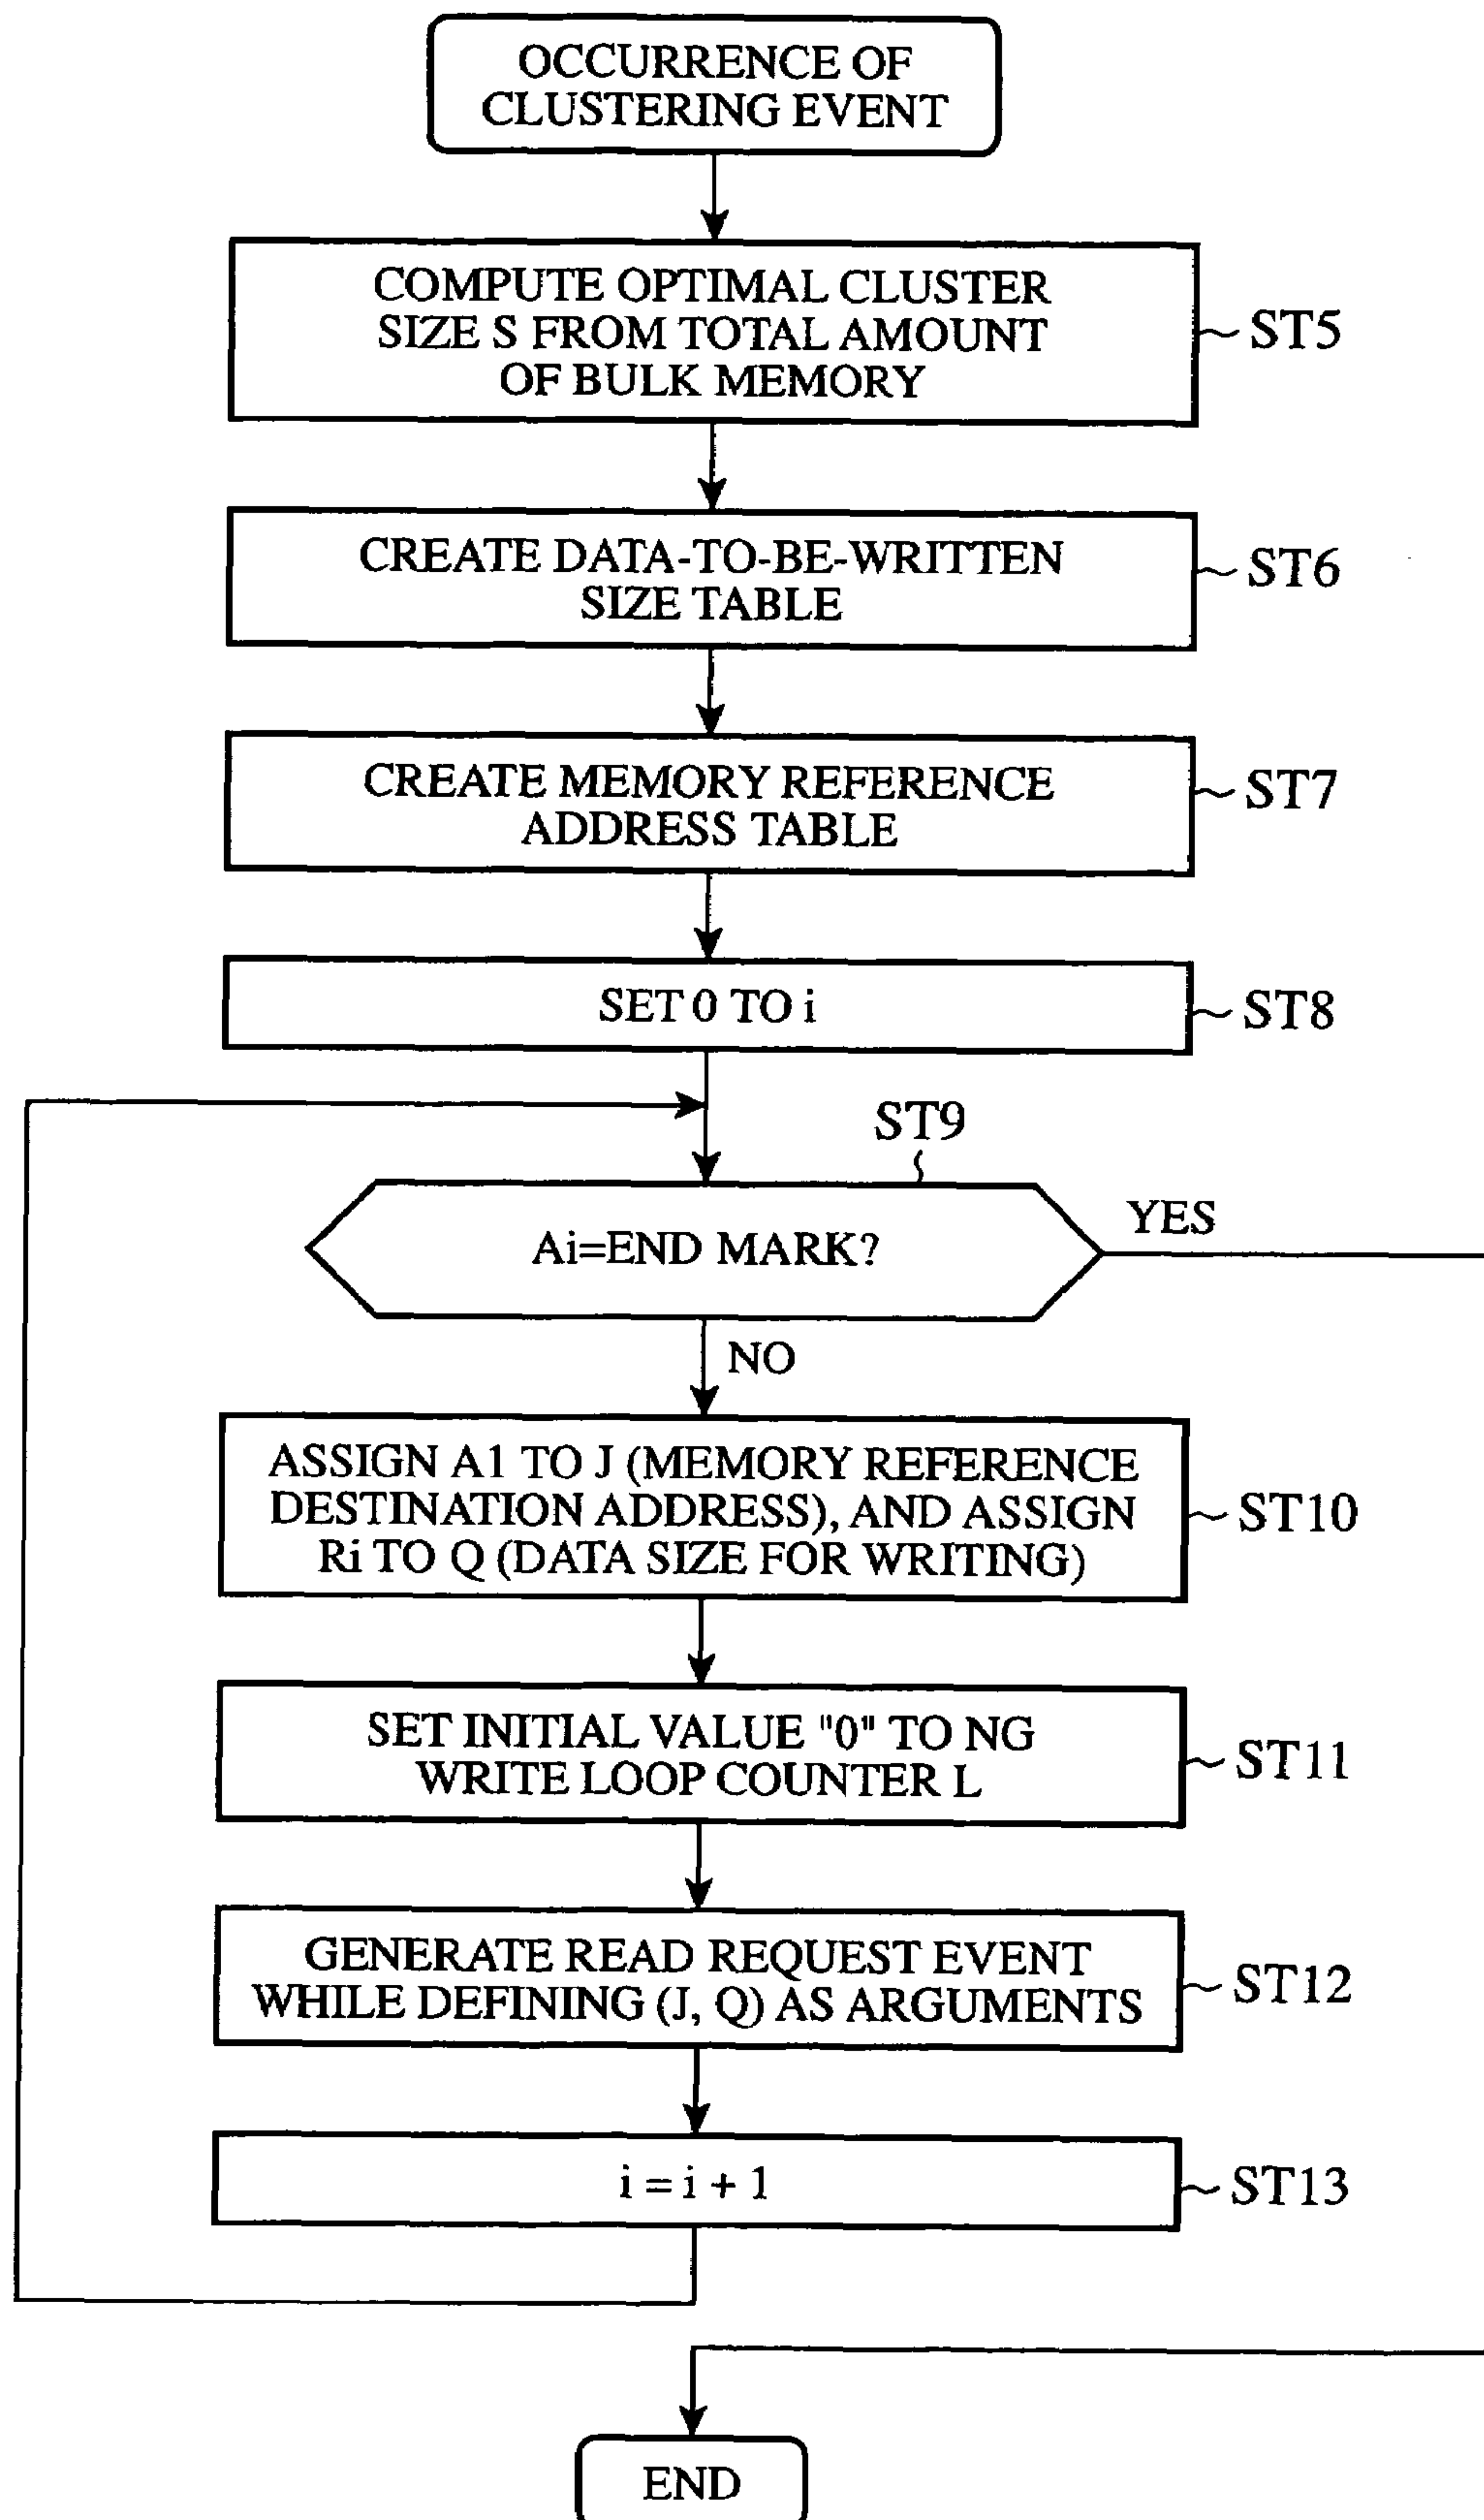 OCCURRENCE OF
CLUSTERING EVENT
COMPUTE OPTIMAL CLUSTER
SIZE S FROM TOTAL AMOUNT
OF BULK MEMORY
ST5
CREATE DATA-TO-BE-WRITTEN
SIZE TABLE
ST6
CREATE MEMORY REFERENCE
ADDRESS TABLE
ST7
SET 0 TO i
ST8
ST9
Ai=END MARK?
YES
NO
ASSIGN A1 TO J (MEMORY REFERENCE
DESTINATION ADDRESS), AND ASSIGN
Ri TO Q (DATA SIZE FOR WRITING)
ST10
SET INITIAL VALUE "0" TO NG
WRITE LOOP COUNTER L
ST11
GENERATE READ REQUEST EVENT
WHILE DEFINING (J, Q) AS ARGUMENTS
ST12
i = i + 1
ST13
END